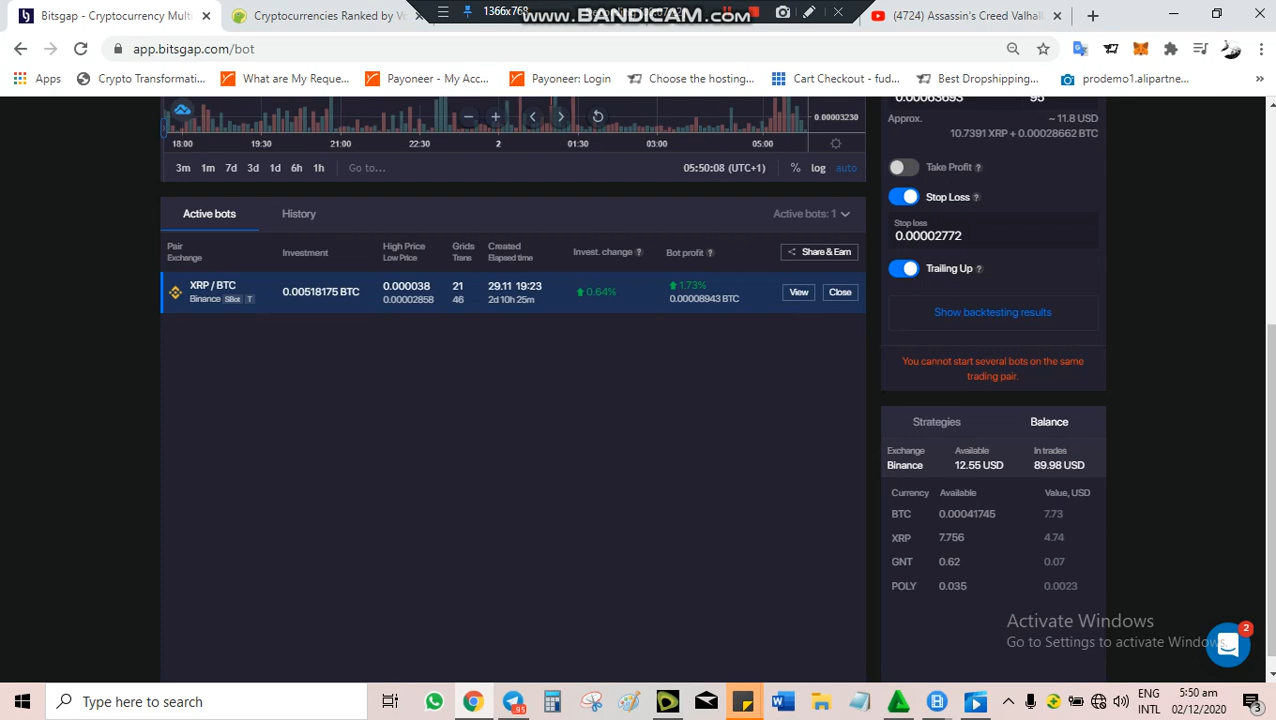 Bitsgap - Cryptocurrency Multi
Cryptocurrencies Ranked by M
1366x768
www.BANDICAM.com
(4724) Assassin's Creed Valhall
app.bitsgap.com/bot
Apps
Crypto Transformati...
What are My Reque...
Payoneer - My Acco...
Payoneer: Login
Choose the hosting...
Cart Checkout - fud...
Best Dropshipping...
prodemo1.alipartne...
»
0.00003230
18:00 19:30 21:00 22:30 2 01:30 03:00 05:00
3m 1m 7d 3d 1d 6h 1h Go to... 05:50:08 (UTC+1) % log auto
Active bots History Active bots: 1
Pair
Exchange
Investment
High Price
Low Price
Grids
Trans
Created
Elapsed time
Invest. change ?
Bot profit ?
Share & Earn
XRP / BTC
Binance SBot T
0.00518175 BTC
0.000038
0.00002858
21
46
29.11 19:23
2d 10h 25m
0.64%
1.73%
0.00008943 BTC
View
Close
0.00063693 95
Approx. ~ 11.8 USD
10.7391 XRP + 0.00028662 BTC
Take Profit ?
Stop Loss ?
Stop loss
0.00002772
Trailing Up ?
Show backtesting results
You cannot start several bots on the same
trading pair.
Strategies Balance
Exchange Available In trades
Binance 12.55 USD 89.98 USD
Currency Available Value, USD
BTC 0.00041745 7.73
XRP 7.756 4.74
GNT 0.62 0.07
POLY 0.035 0.0023
Activate Windows
Go to Settings to activate Windows.
2
Type here to search
95
ENG
INTL
5:50 am
02/12/2020
3